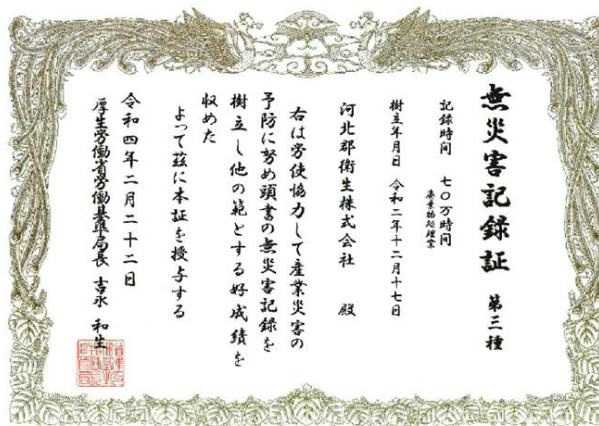 無災害記録証 第三種
記録時間 七〇万時間
廃棄物処理業
樹立年月日 令和二年十二月十七日
河北郡衛生株式会社 殿
右は労使協力して産業災害の
予防に努め頭書の無災害記録を
樹立し他の範とする好成績を
収めた
よって茲に本証を授与する
令和四年二月二十二日
厚生労働省労働基準局長 吉永 和生